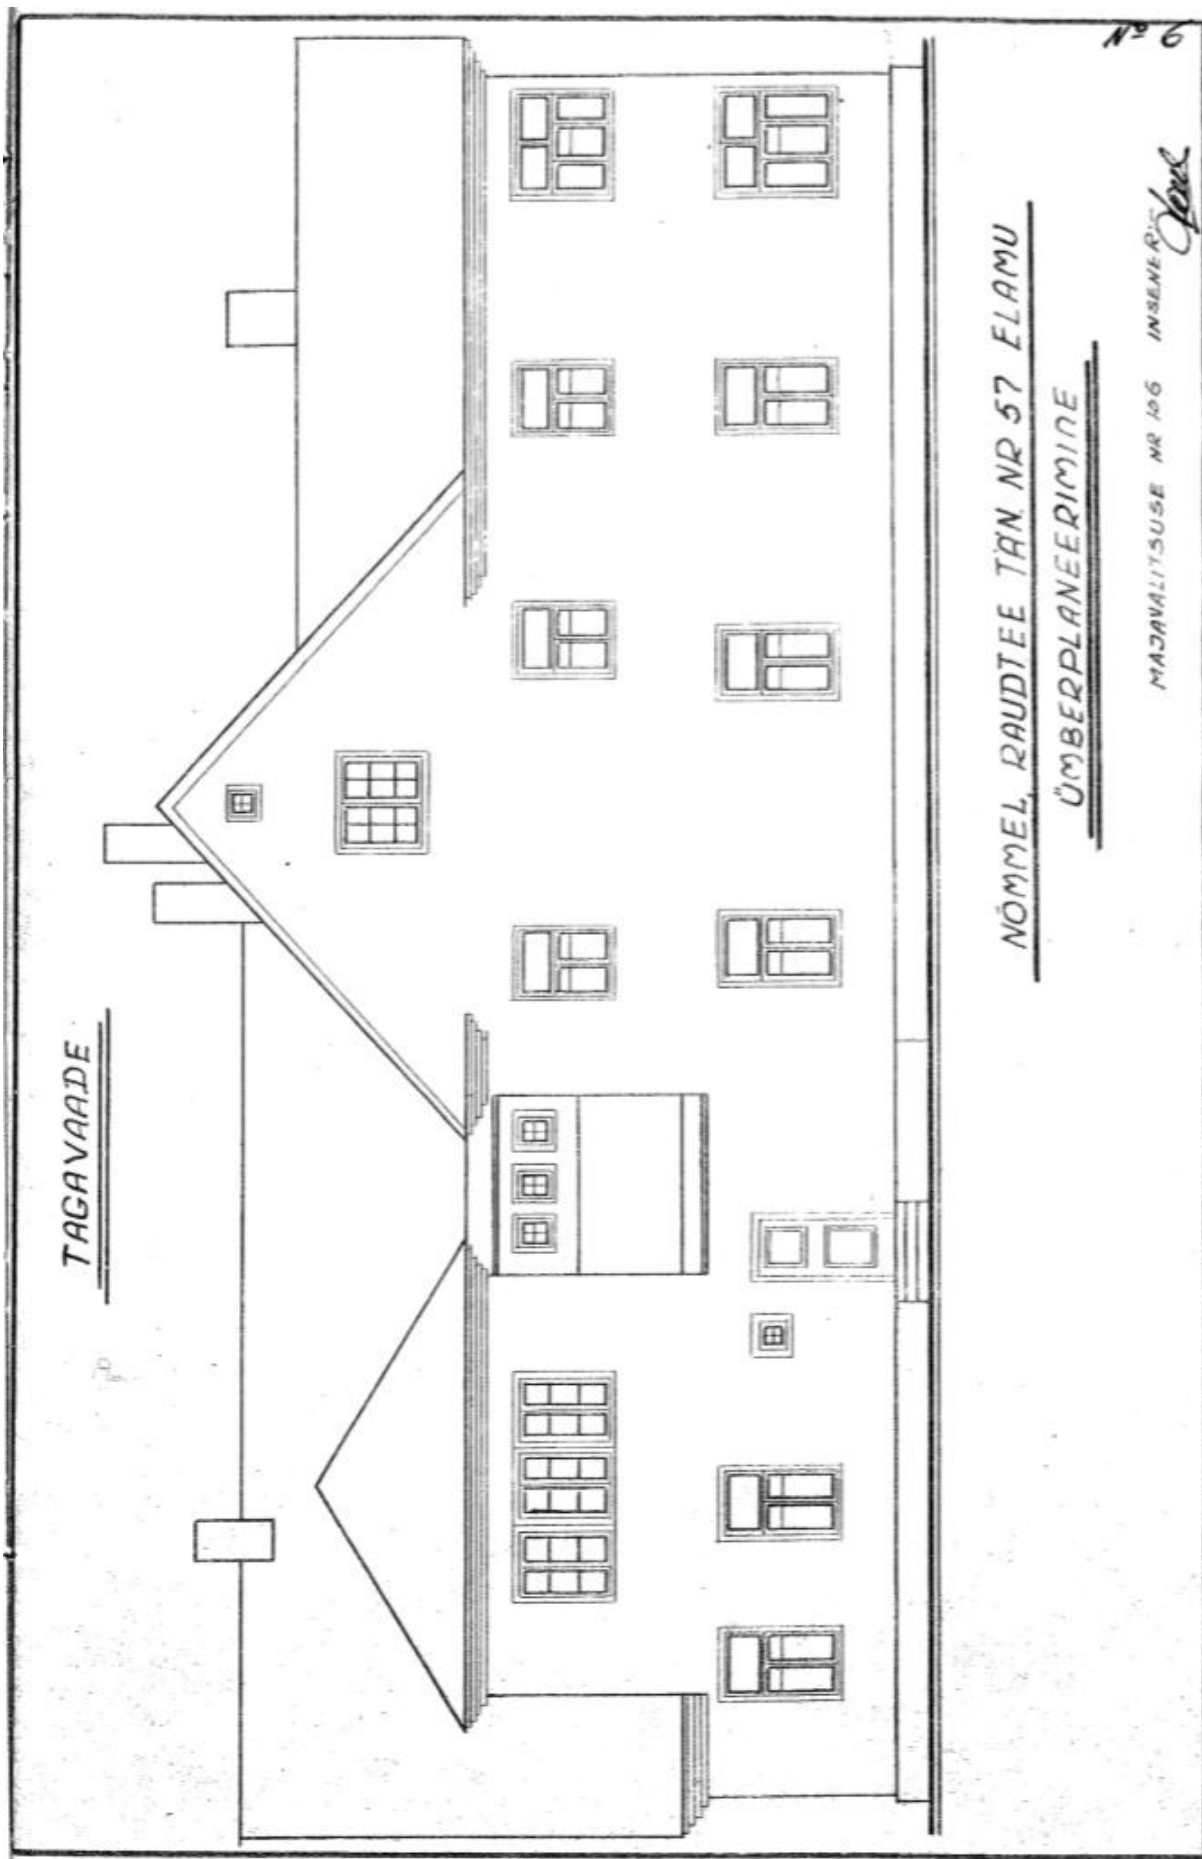 TAGAVAADE
NÕMMEL, RAUDTEE TÄN. NR 57 ELAMU
ÜMBERPLANEERIMINE
MAJAVALITSUSE NR 106 INSENER:
Nº 6